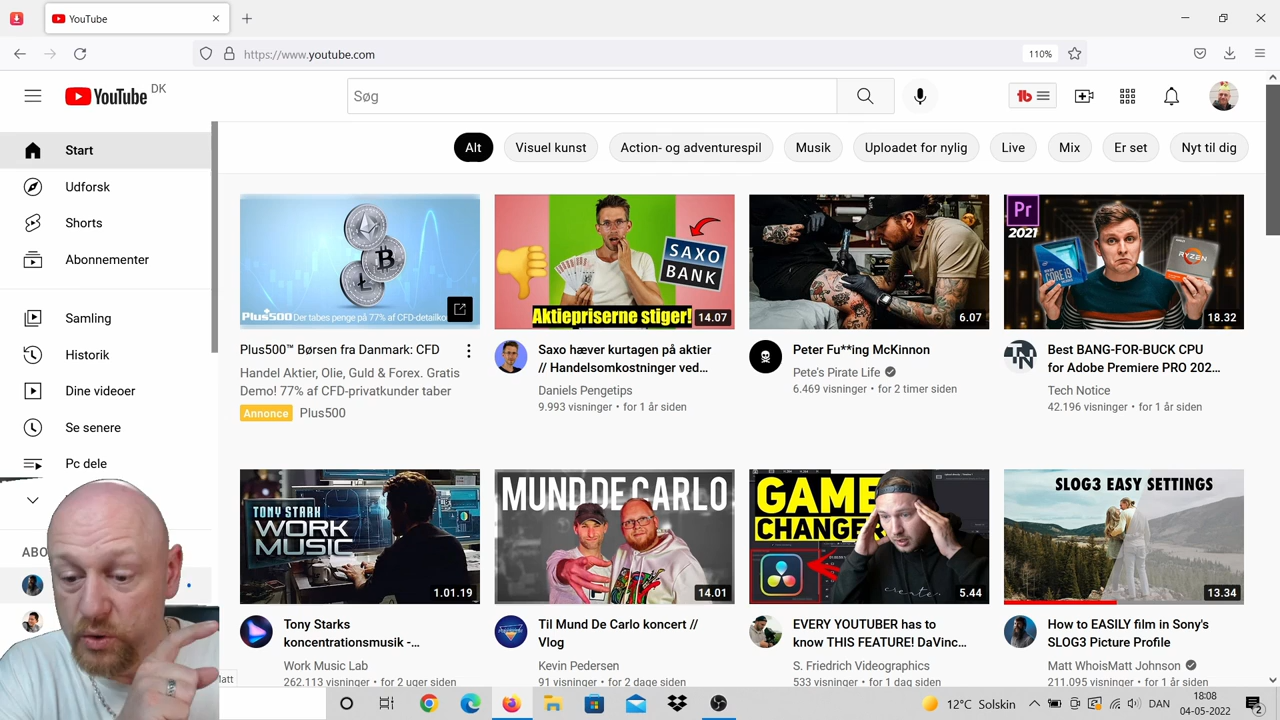 YouTube
https://www.youtube.com
110%
YouTube DK
Søg
Alt
Visuel kunst
Action- og adventurespil
Musik
Uploadet for nylig
Live
Mix
Er set
Nyt til dig
Start
Udforsk
Shorts
Abonnementer
Samling
Historik
Dine videoer
Se senere
Pc dele
ABO
Plus500 Der tabes penge på 77% af CFD-detailko
Plus500™ Børsen fra Danmark: CFD
Handel Aktier, Olie, Guld & Forex. Gratis
Demo! 77% af CFD-privatkunder taber
Annonce Plus500
SAXO
BANK
Aktiepriserne stiger!
14.07
Saxo hæver kurtagen på aktier
// Handelsomkostninger ved...
Daniels Pengetips
9.993 visninger • for 1 år siden
6.07
Peter Fu**ing McKinnon
Pete's Pirate Life
6.469 visninger • for 2 timer siden
Pr
2021
CORE i9
RYZEN
18.32
TN
Best BANG-FOR-BUCK CPU
for Adobe Premiere PRO 202...
Tech Notice
42.196 visninger • for 1 år siden
TONY STARK
WORK
MUSIC
1.01.19
Tony Starks
koncentrationsmusik -...
Work Music Lab
262.113 visninger • for 2 uger siden
MUND DE CARLO
14.01
Til Mund De Carlo koncert //
Vlog
Kevin Pedersen
91 visninger • for 2 dage siden
GAME
CHANGER
create.
5.44
EVERY YOUTUBER has to
know THIS FEATURE! DaVinc...
S. Friedrich Videographics
533 visninger • for 1 dag siden
SLOG3 EASY SETTINGS
13.34
How to EASILY film in Sony's
SLOG3 Picture Profile
Matt WhoisMatt Johnson
211.095 visninger • for 1 år siden
latt
12°C Solskin
DAN
18:08
04-05-2022
2